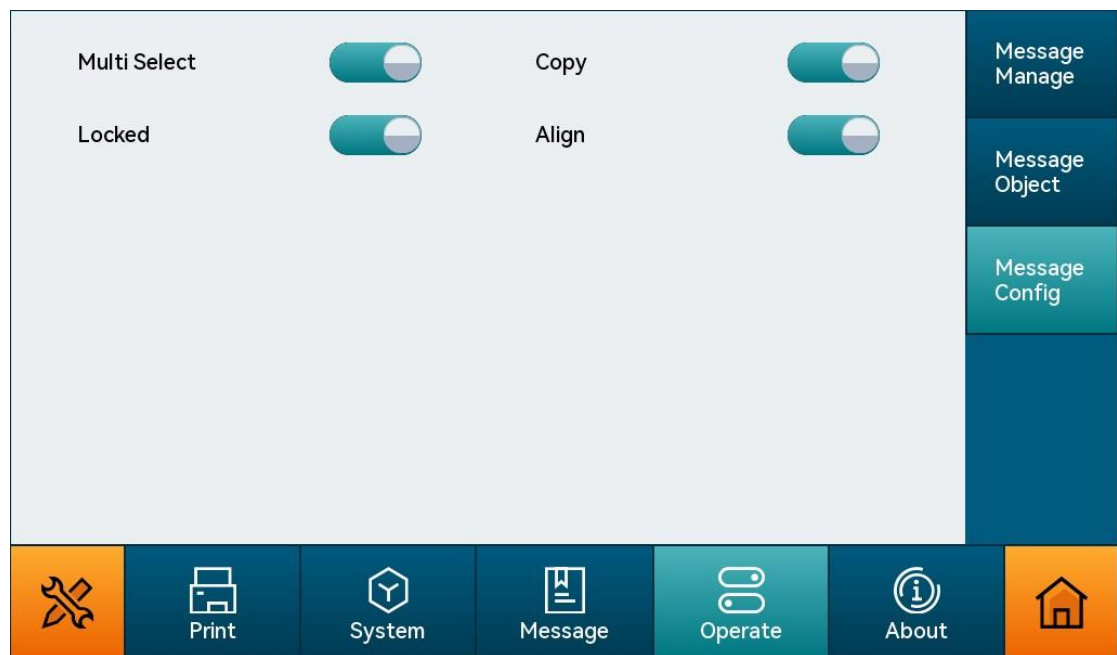 Multi Select
Copy
Locked
Align
Message
Manage
Message
Object
Message
Config
Print
System
Message
Operate
About